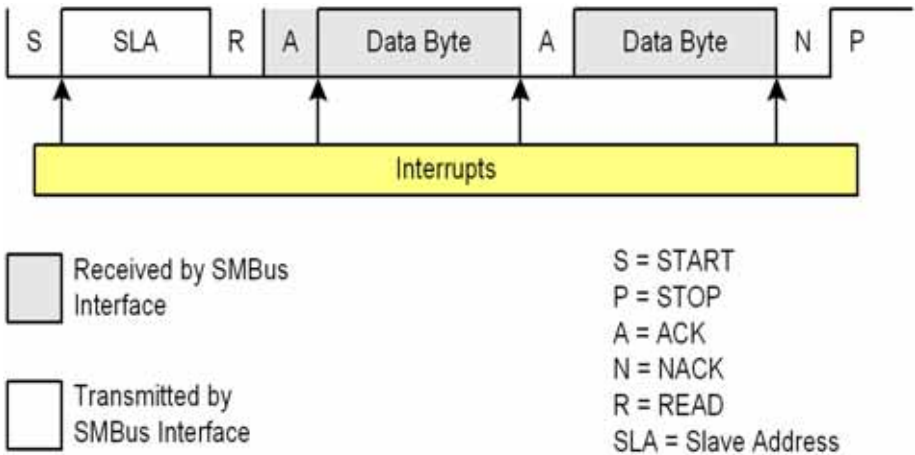 S SLA R A Data Byte A Data Byte N P
Interrupts
Received by SMBus
Interface
Transmitted by
SMBus Interface
S = START
P = STOP
A = ACK
N = NACK
R = READ
SLA = Slave Address